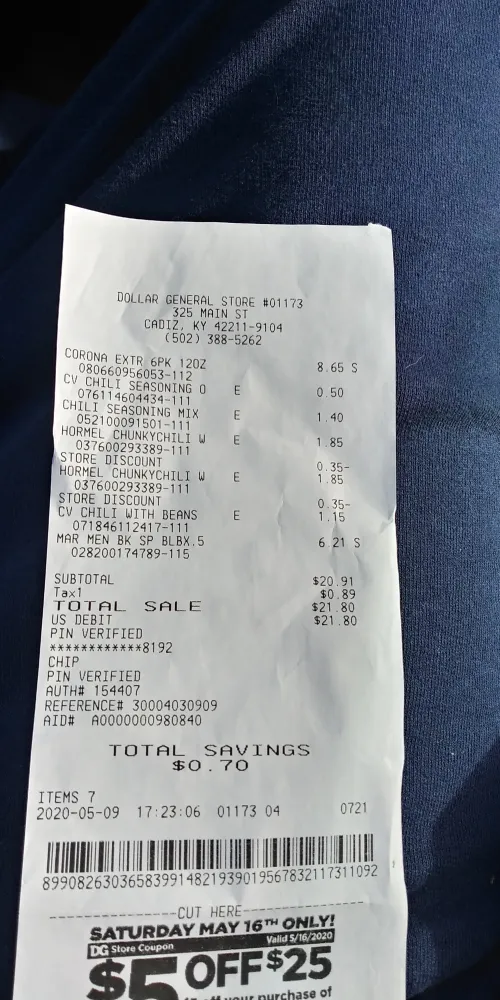 DOLLAR GENERAL STORE #01173
325 MAIN ST
CADIZ, KY 42211-9104
(502) 388-5262
CORONA EXTR 6PK 12OZ 8.65 S
080660956053-112
CV CHILI SEASONING O E 0.50
076114604434-111
CHILI SEASONING MIX E 1.40
052100091501-111
HORMEL CHUNKYCHILI W E 1.85
037600293389-111
STORE DISCOUNT 0.35-
HORMEL CHUNKYCHILI W E 1.85
037600293389-111
STORE DISCOUNT 0.35-
CV CHILI WITH BEANS E 1.15
071846112417-111
MAR MEN BK SP BLBX.5 6.21 S
028200174789-115
SUBTOTAL $20.91
Tax1 $0.89
TOTAL SALE $21.80
US DEBIT $21.80
PIN VERIFIED
************8192
CHIP
PIN VERIFIED
AUTH# 154407
REFERENCE# 30004030909
AID# A0000000980840
TOTAL SAVINGS
$0.70
ITEMS 7
2020-05-09 17:23:06 01173 04 0721
89908263036583991482193901956783211731​1092
CUT HERE
SATURDAY MAY 16TH ONLY!
DG Store Coupon Valid 5/16/2020
$5 OFF $25
off your purchase of